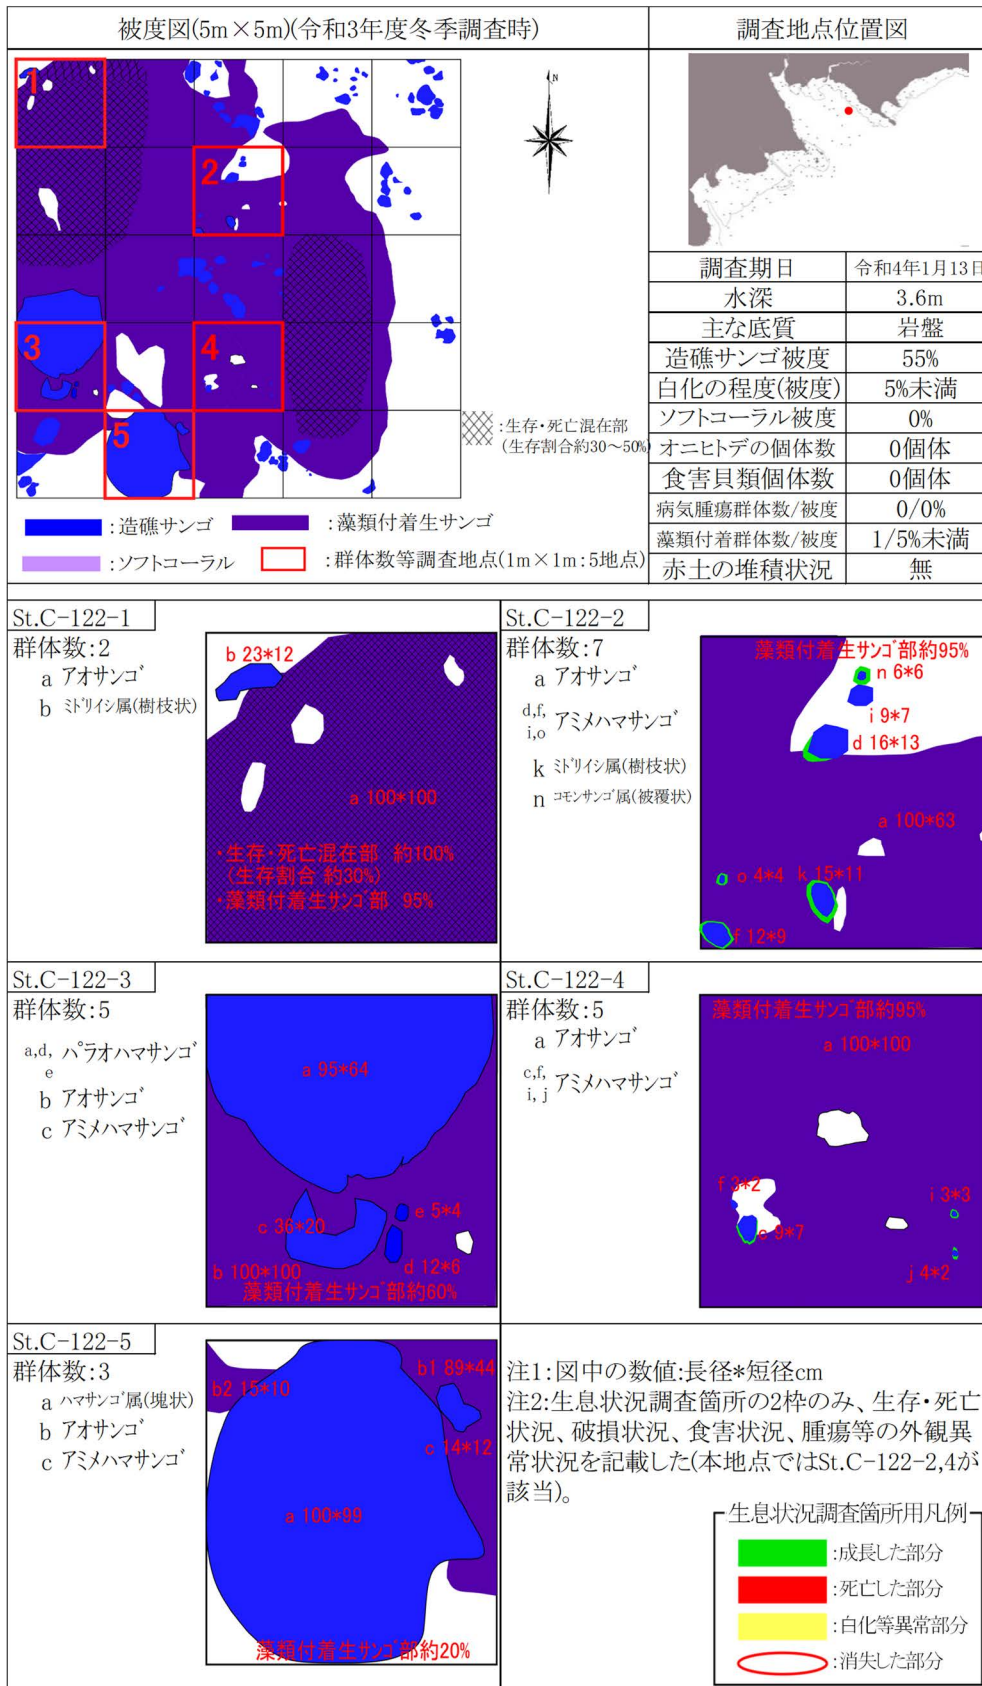 被度図(5m×5m)(令和3年度冬季調査時)
調査地点位置図
1
2
3
4
5
N
:生存・死亡混在部
(生存割合約30～50%)
:造礁サンゴ
:藻類付着生サンゴ
:ソフトコーラル
:群体数等調査地点(1m×1m:5地点)
調査期日 令和4年1月13日
水深 3.6m
主な底質 岩盤
造礁サンゴ被度 55%
白化の程度(被度) 5%未満
ソフトコーラル被度 0%
オニヒトデの個体数 0個体
食害貝類個体数 0個体
病気腫瘍群体数/被度 0/0%
藻類付着群体数/被度 1/5%未満
赤土の堆積状況 無
St.C-122-1
群体数:2
a アオサンゴ
b ミドリイシ属(樹枝状)
b 23*12
a 100*100
・生存・死亡混在部 約100%
(生存割合 約30%)
・藻類付着生サンゴ部 95%
St.C-122-2
群体数:7
a アオサンゴ
d,f,
i,o アミメハマサンゴ
k ミドリイシ属(樹枝状)
n コモンサンゴ属(被覆状)
藻類付着生サンゴ部約95%
n 6*6
i 9*7
d 16*13
a 100*63
o 4*4
k 15*11
f 12*9
St.C-122-3
群体数:5
a,d,
e パラオハマサンゴ
b アオサンゴ
c アミメハマサンゴ
a 95*64
c 36*20
e 5*4
b 100*100
d 12*6
藻類付着生サンゴ部約60%
St.C-122-4
群体数:5
a アオサンゴ
c,f,
i,j アミメハマサンゴ
藻類付着生サンゴ部約95%
a 100*100
f 3*2
i 3*3
c 9*7
j 4*2
St.C-122-5
群体数:3
a ハマサンゴ属(塊状)
b アオサンゴ
c アミメハマサンゴ
b1 89*44
b2 15*10
c 14*12
a 100*99
藻類付着生サンゴ部約20%
注1:図中の数値:長径*短径cm
注2:生息状況調査箇所の2枠のみ、生存・死亡
状況、破損状況、食害状況、腫瘍等の外観異
常状況を記載した(本地点ではSt.C-122-2,4が
該当)。
生息状況調査箇所用凡例
:成長した部分
:死亡した部分
:白化等異常部分
:消失した部分